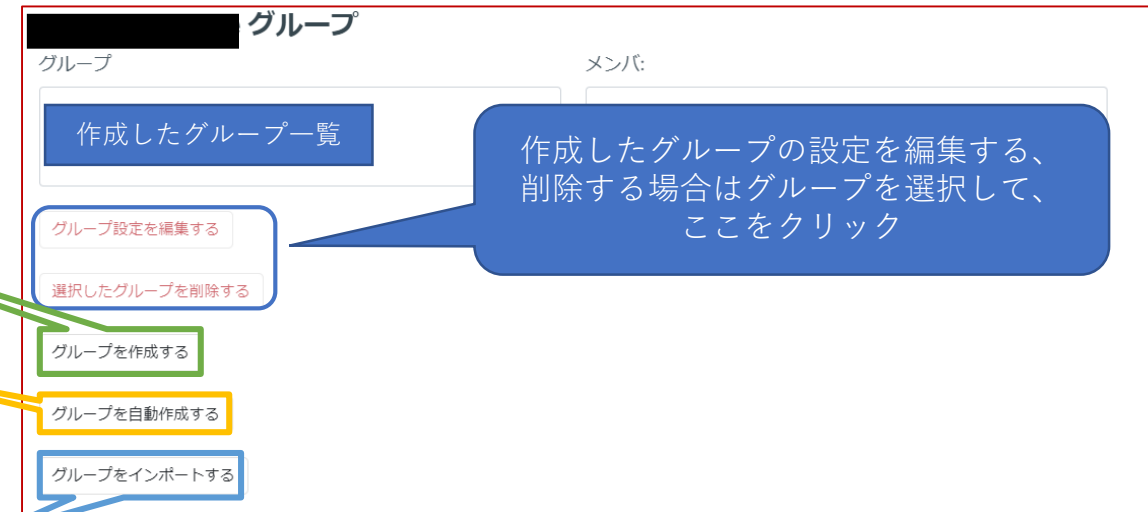 グループ
グループ
メンバ:
作成したグループ一覧
作成したグループの設定を編集する、
削除する場合はグループを選択して、
ここをクリック
グループ設定を編集する
選択したグループを削除する
グループを作成する
グループを自動作成する
グループをインポートする